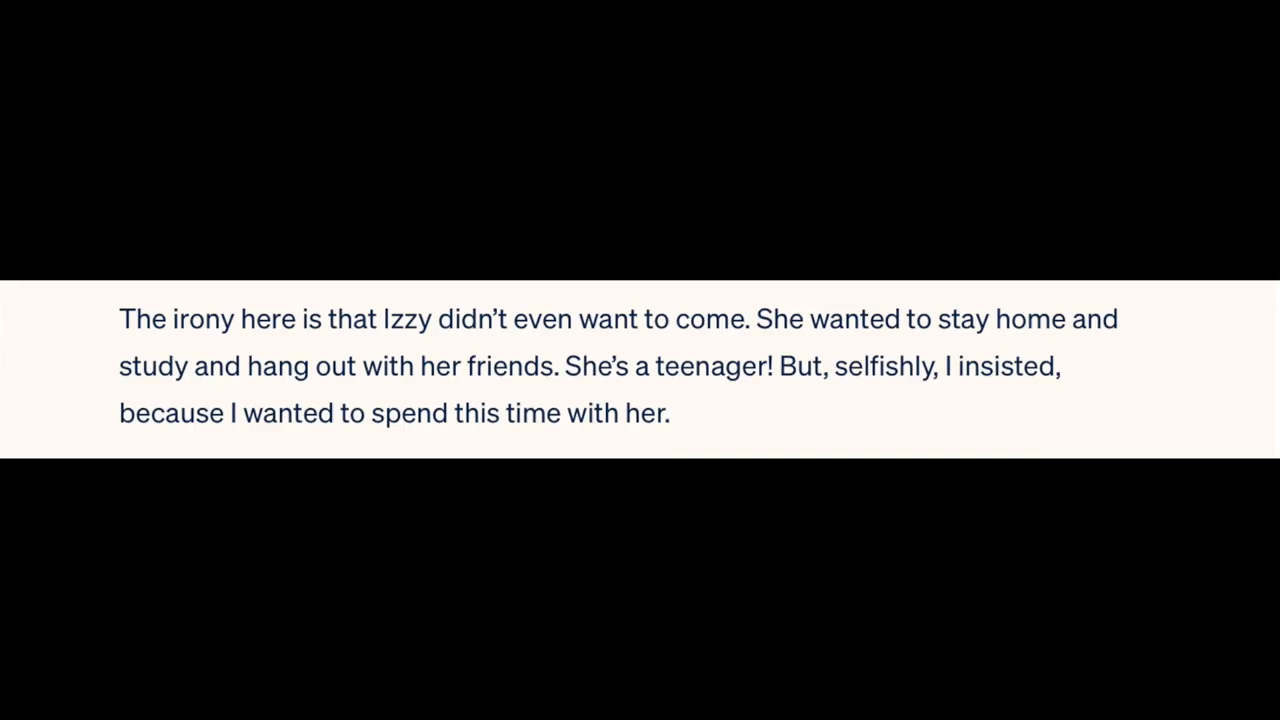 The irony here is that Izzy didn’t even want to come. She wanted to stay home and
study and hang out with her friends. She’s a teenager! But, selfishly, I insisted,
because I wanted to spend this time with her.